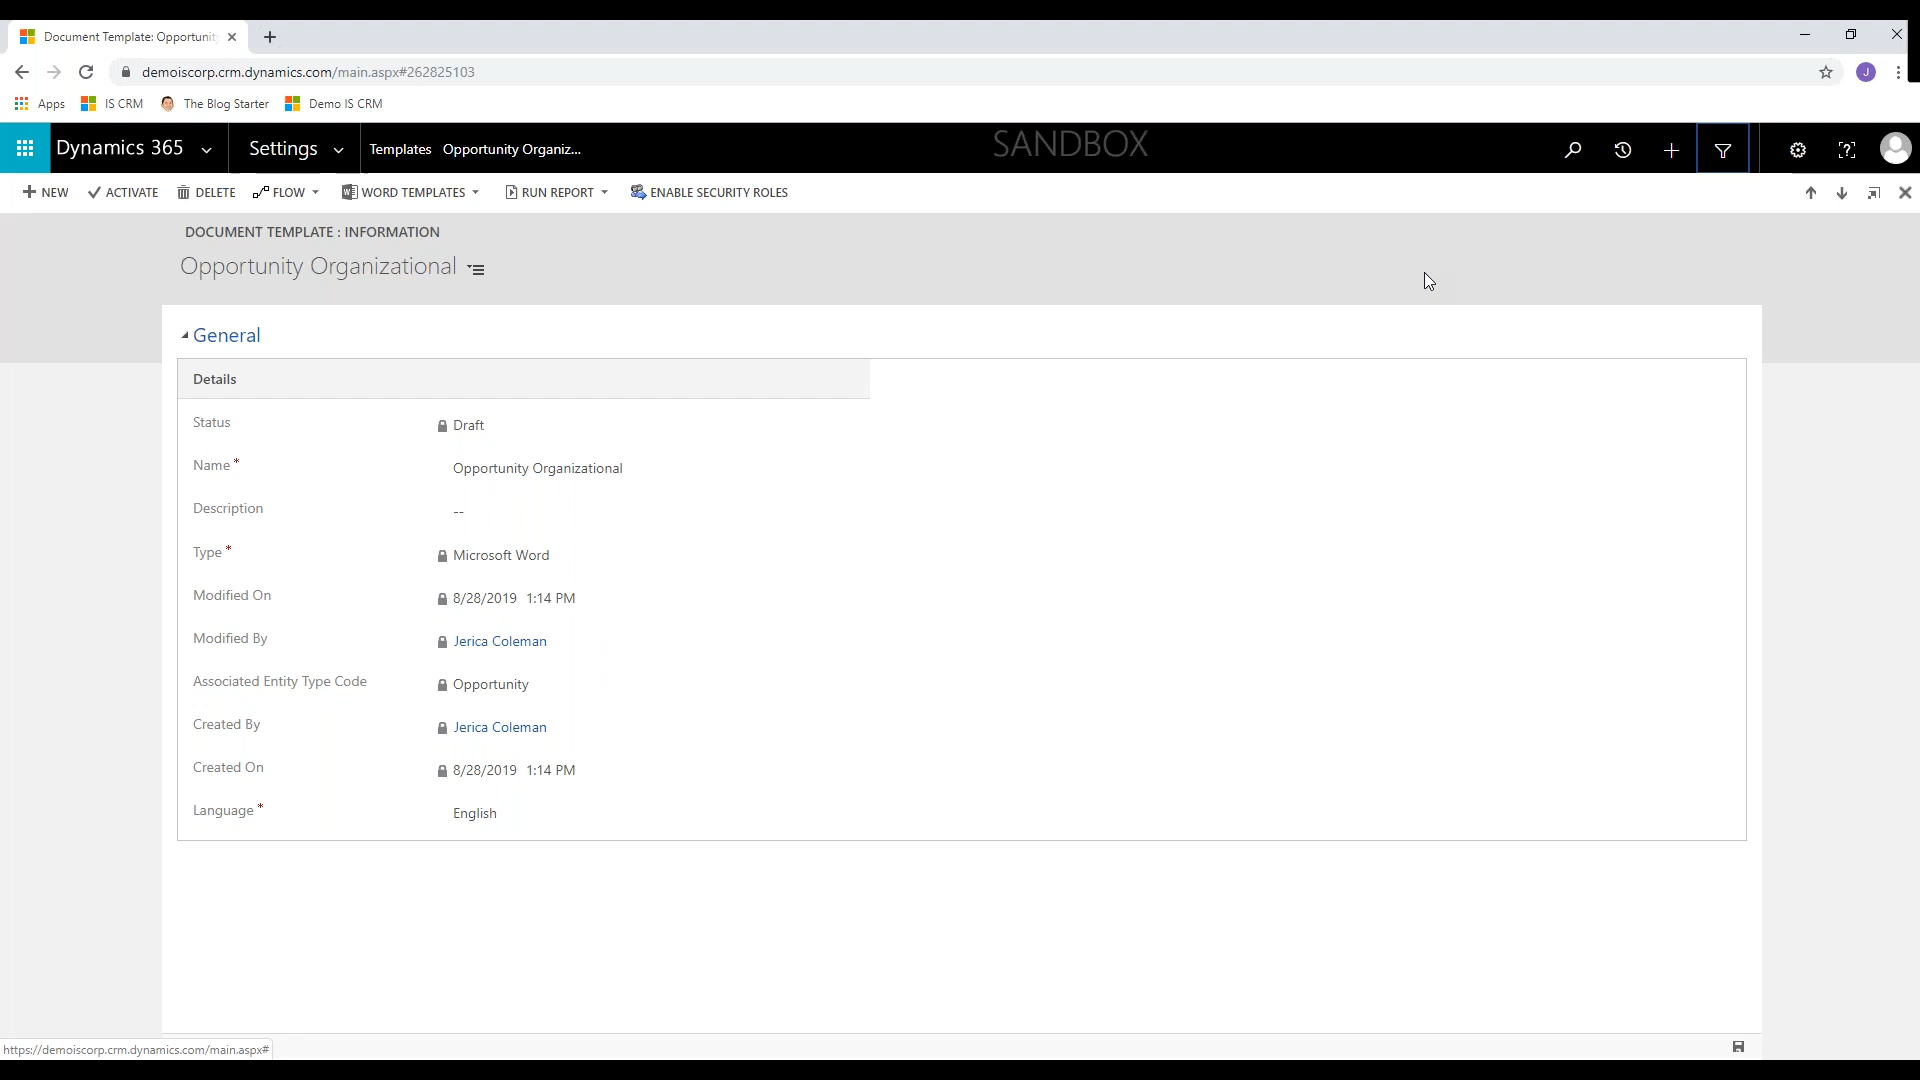 Document Template: Opportunit
demoiscorp.crm.dynamics.com/main.aspx#262825103
J
Apps IS CRM The Blog Starter Demo IS CRM
Dynamics 365 Settings Templates Opportunity Organiz... SANDBOX
NEW ACTIVATE DELETE FLOW WORD TEMPLATES RUN REPORT ENABLE SECURITY ROLES
DOCUMENT TEMPLATE : INFORMATION
Opportunity Organizational
General
Details
Status Draft
Name* Opportunity Organizational
Description --
Type* Microsoft Word
Modified On 8/28/2019 1:14 PM
Modified By Jerica Coleman
Associated Entity Type Code Opportunity
Created By Jerica Coleman
Created On 8/28/2019 1:14 PM
Language* English
https://demoiscorp.crm.dynamics.com/main.aspx#